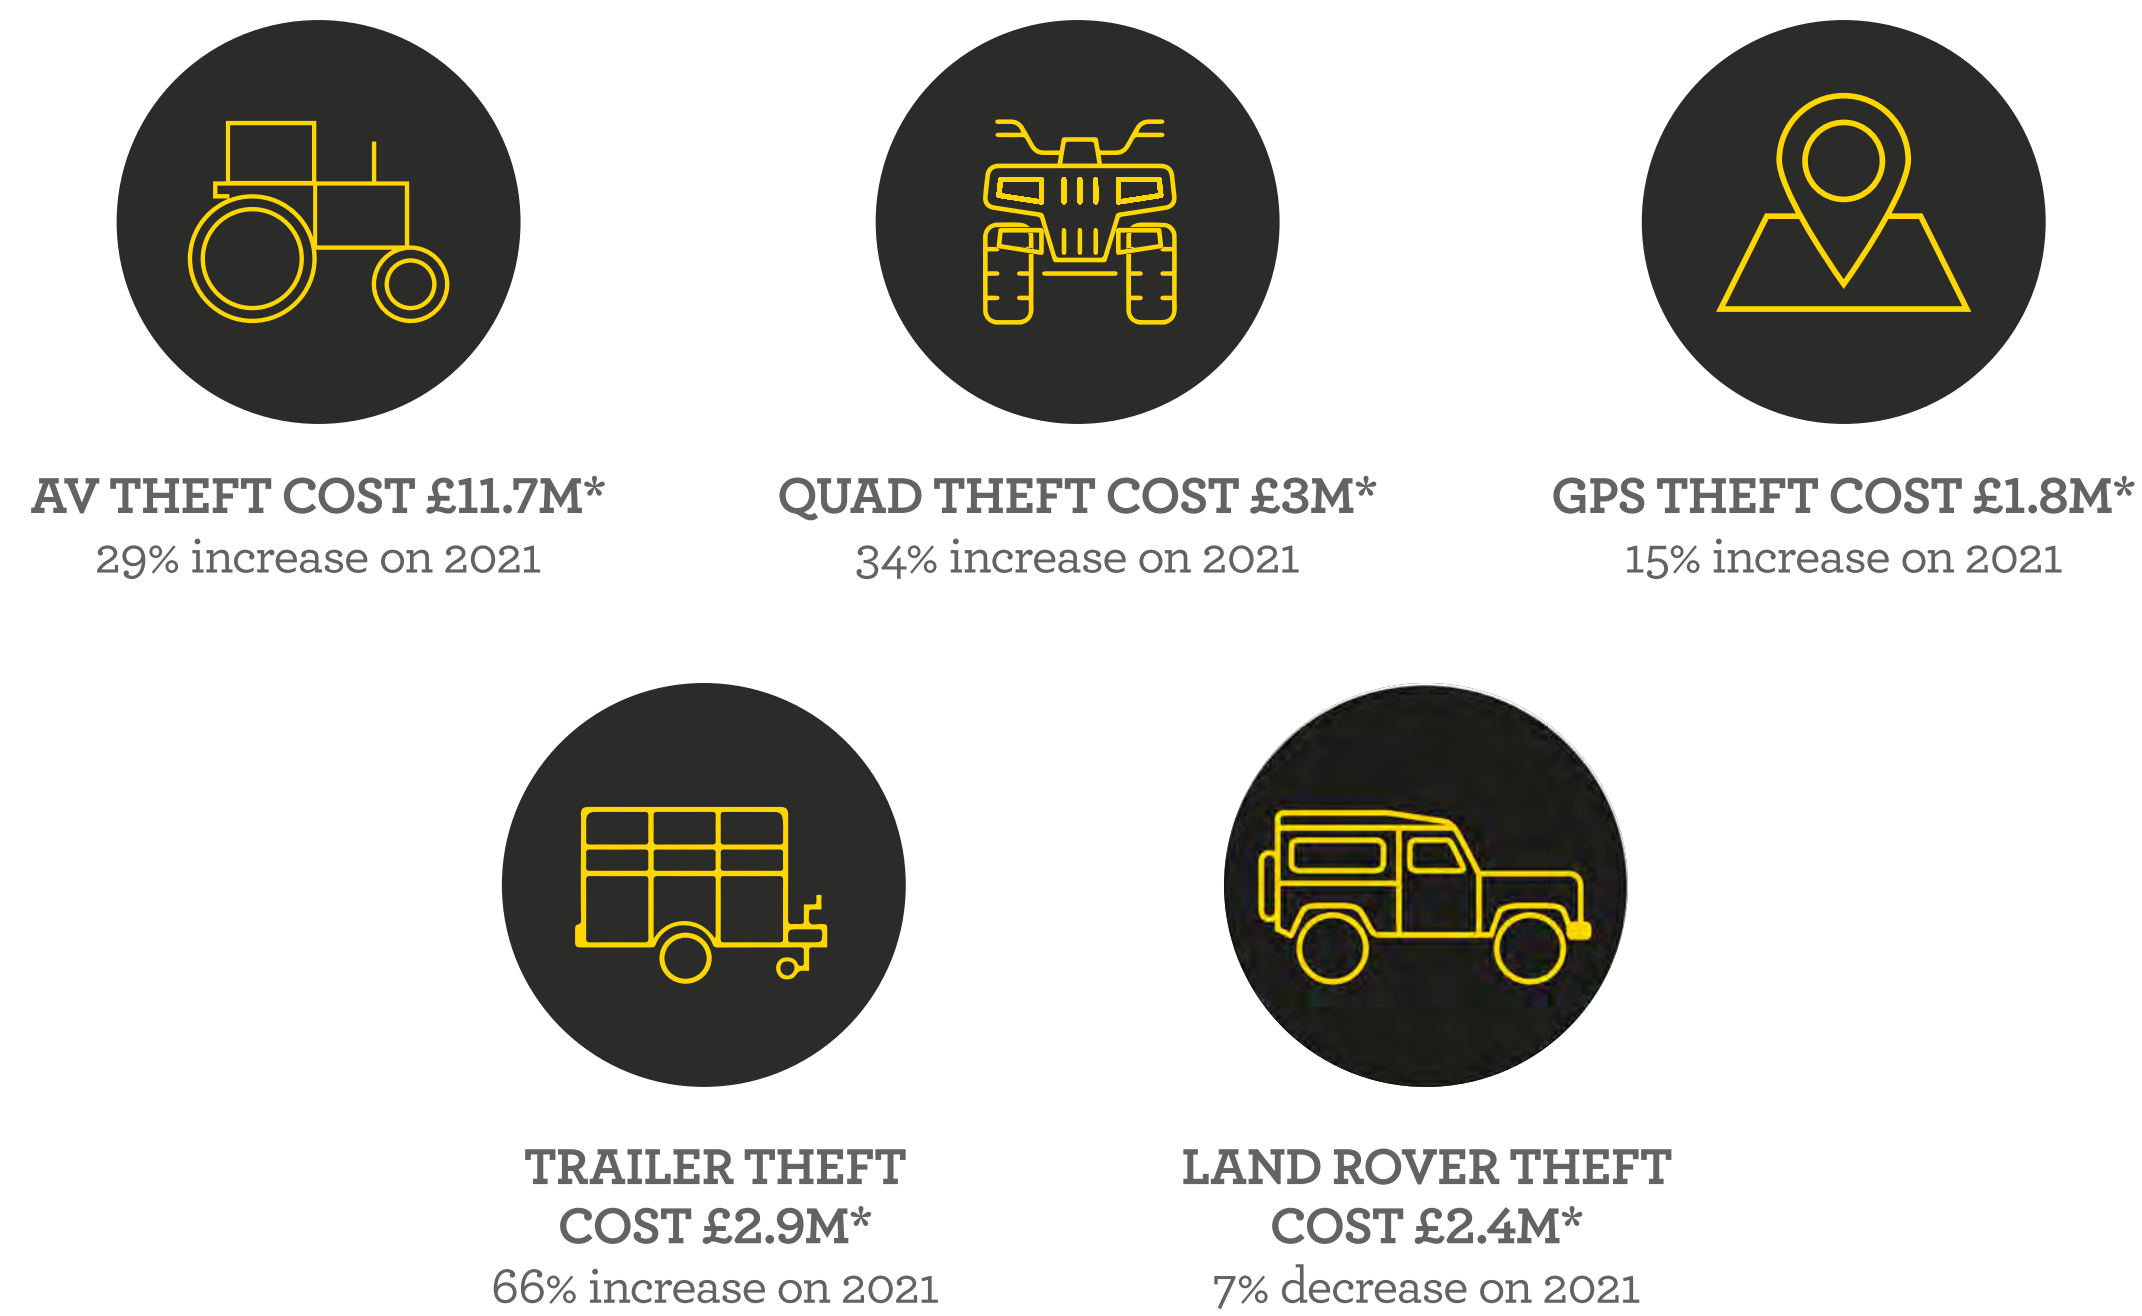 AV THEFT COST £11.7M*
29% increase on 2021
QUAD THEFT COST £3M*
34% increase on 2021
GPS THEFT COST £1.8M*
15% increase on 2021
TRAILER THEFT
COST £2.9M*
66% increase on 2021
LAND ROVER THEFT
COST £2.4M*
7% decrease on 2021